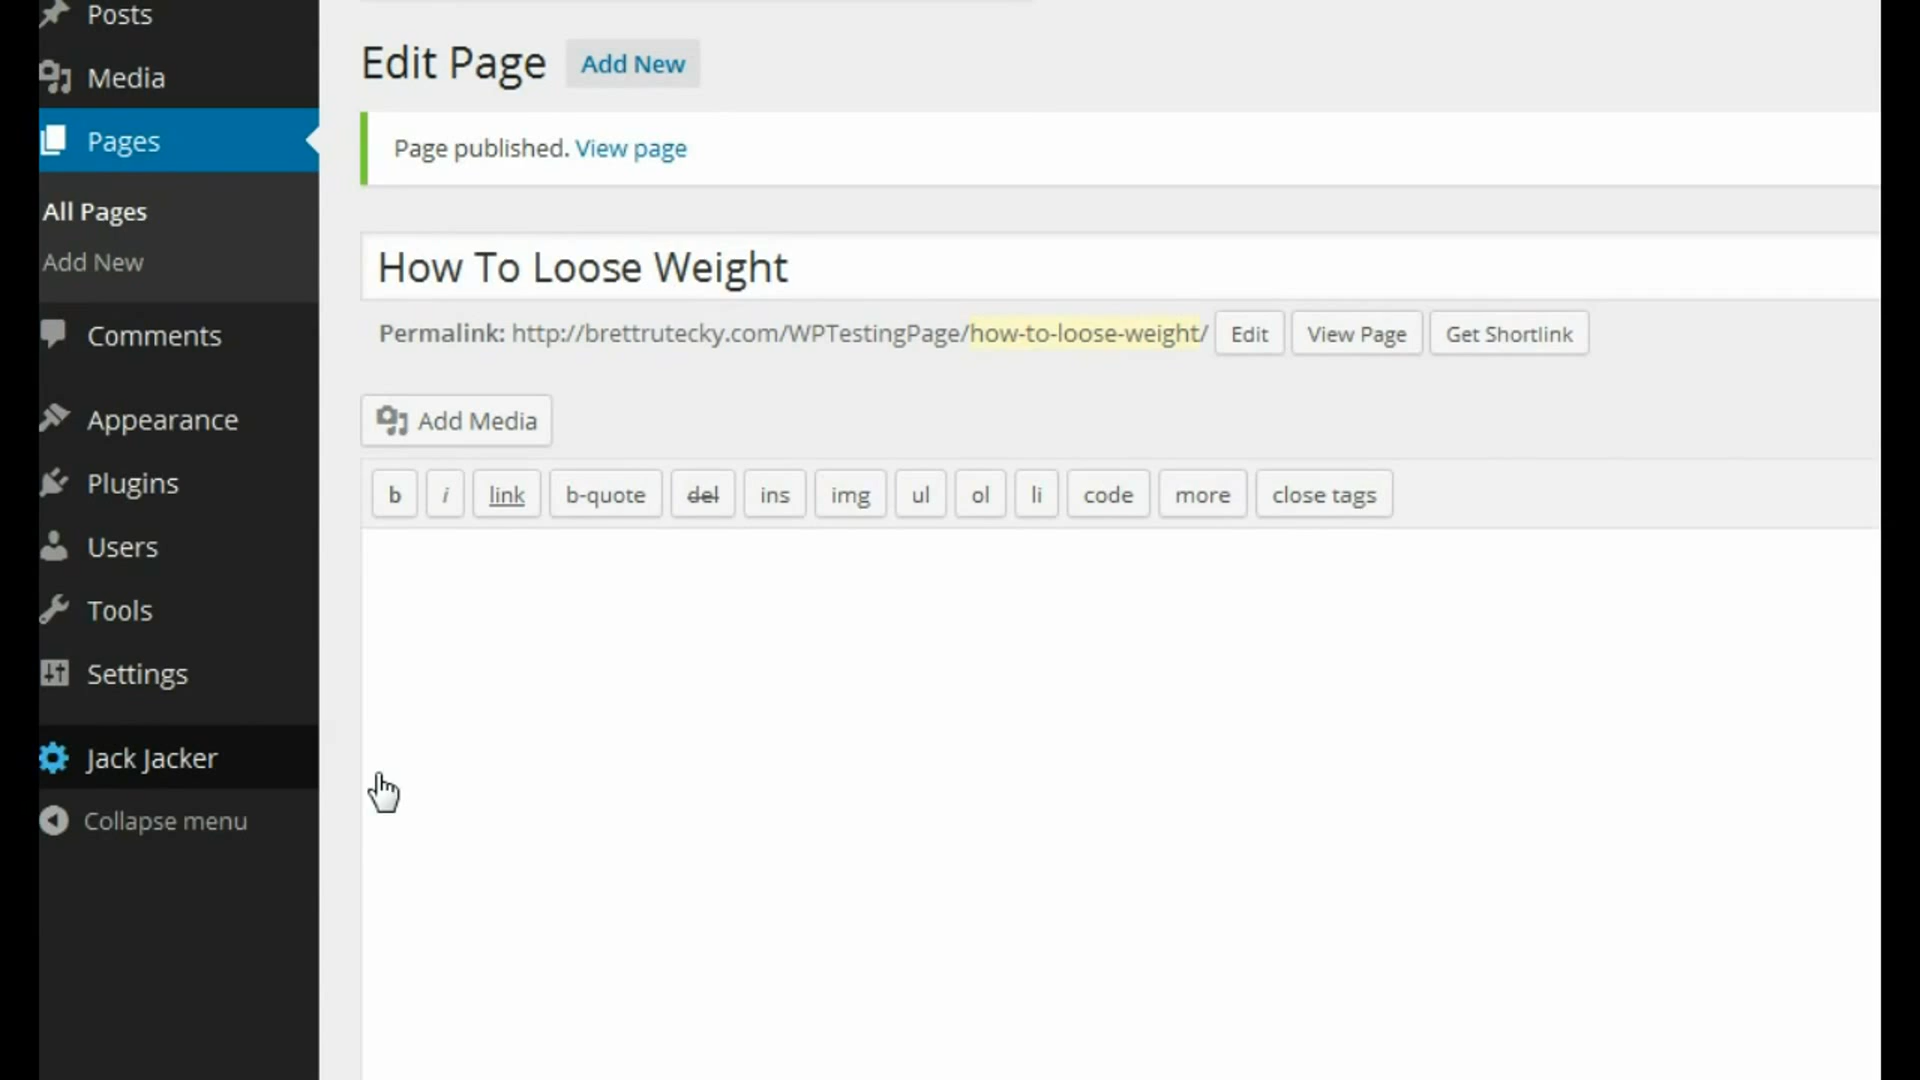 Posts
Media
Pages
All Pages
Add New
Comments
Appearance
Plugins
Users
Tools
Settings
Jack Jacker
Collapse menu
Edit Page Add New
Page published. View page
How To Loose Weight
Permalink: http://brettrutecky.com/WPTestingPage/how-to-loose-weight/ Edit View Page Get Shortlink
Add Media
b i link b-quote del ins img ul ol li code more close tags